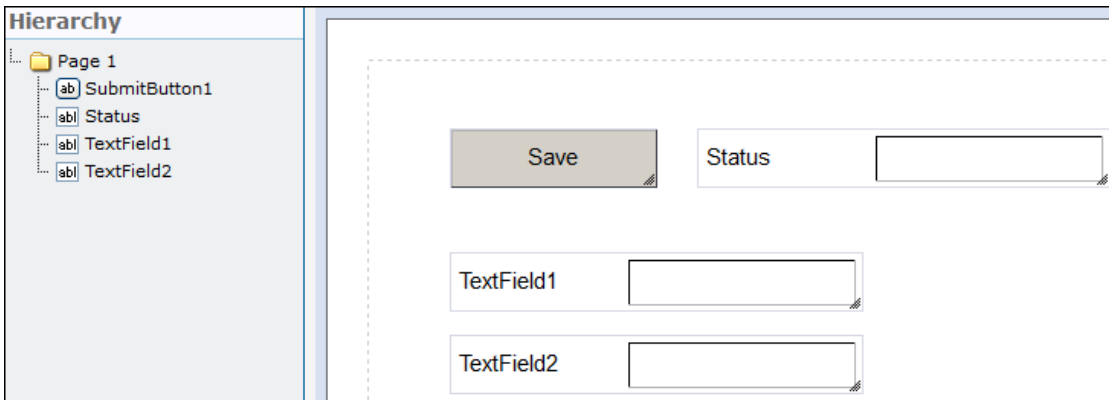 Hierarchy
Page 1
ab SubmitButton1
abl Status
abl TextField1
abl TextField2
Save
Status
TextField1
TextField2